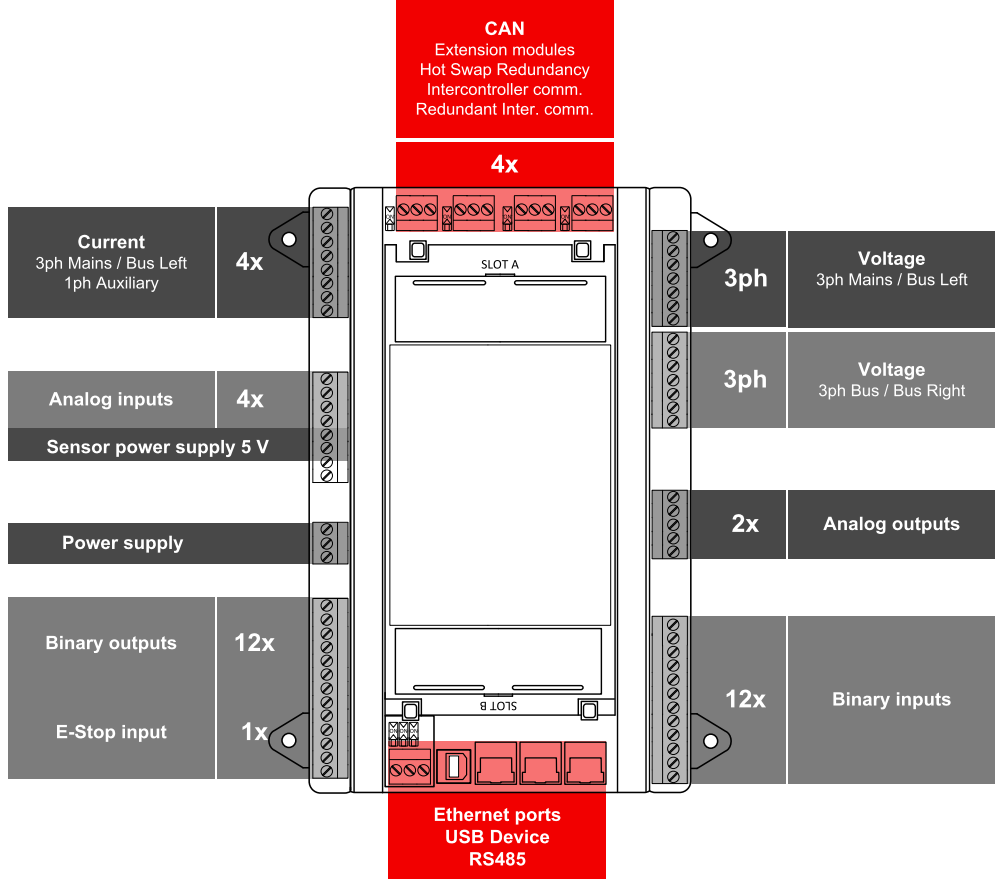 CAN
Extension modules
Hot Swap Redundancy
Intercontroller comm.
Redundant Inter. comm.
4x
Current
3ph Mains / Bus Left
1ph Auxiliary
4x
SLOT A
3ph
Voltage
3ph Mains / Bus Left
3ph
Voltage
3ph Bus / Bus Right
Analog inputs
4x
Sensor power supply 5 V
Power supply
2x
Analog outputs
Binary outputs
12x
E-Stop input
1x
12x
Binary inputs
SLOT B
Ethernet ports
USB Device
RS485